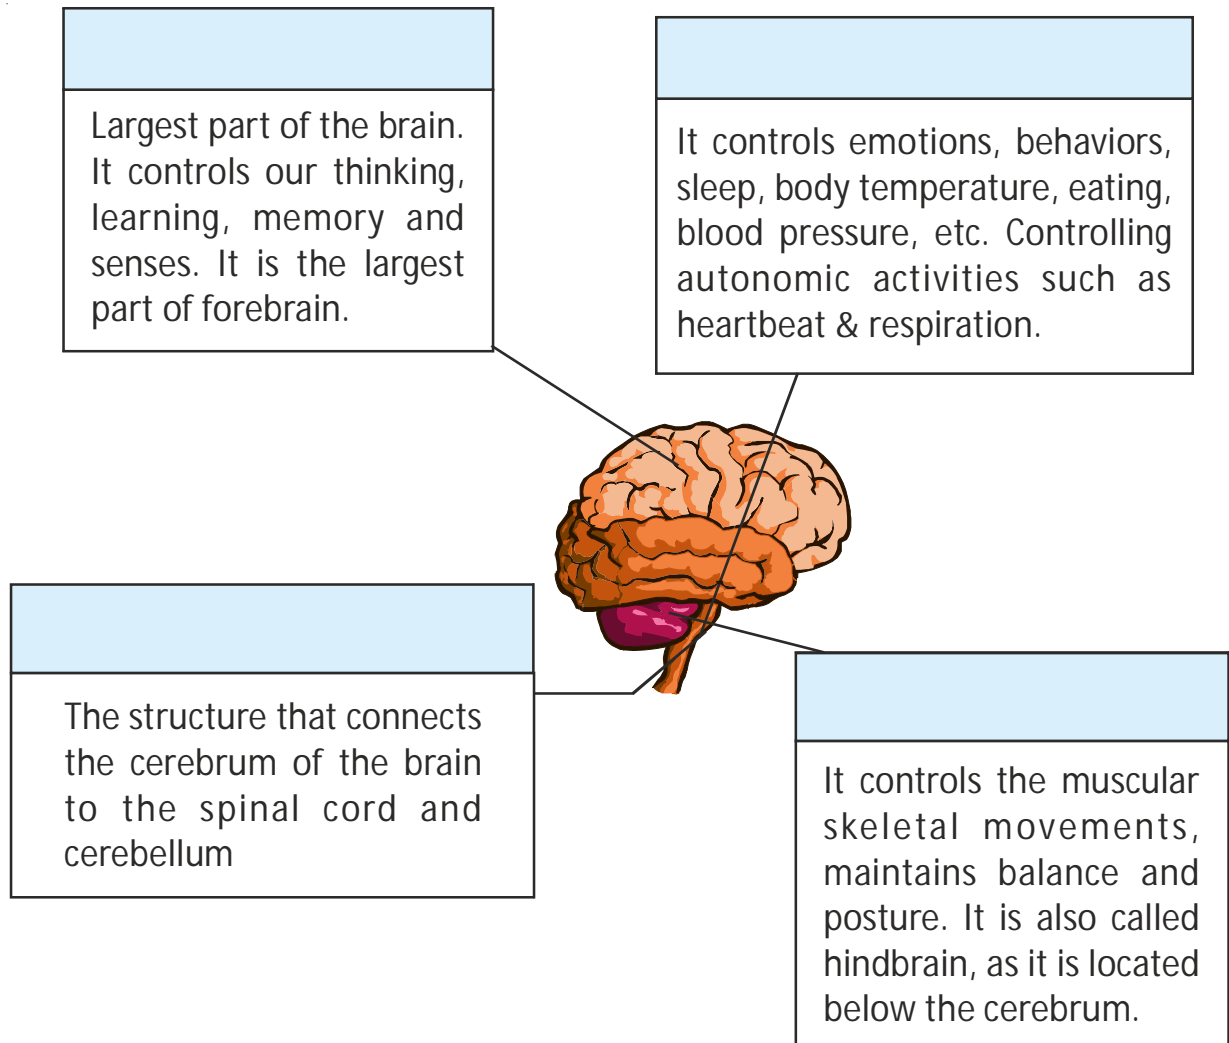 Largest part of the brain.
It controls our thinking,
learning, memory and
senses. It is the largest
part of forebrain.
It controls emotions, behaviors,
sleep, body temperature, eating,
blood pressure, etc. Controlling
autonomic activities such as
heartbeat & respiration.
The structure that connects
the cerebrum of the brain
to the spinal cord and
cerebellum
It controls the muscular
skeletal movements,
maintains balance and
posture. It is also called
hindbrain, as it is located
below the cerebrum.